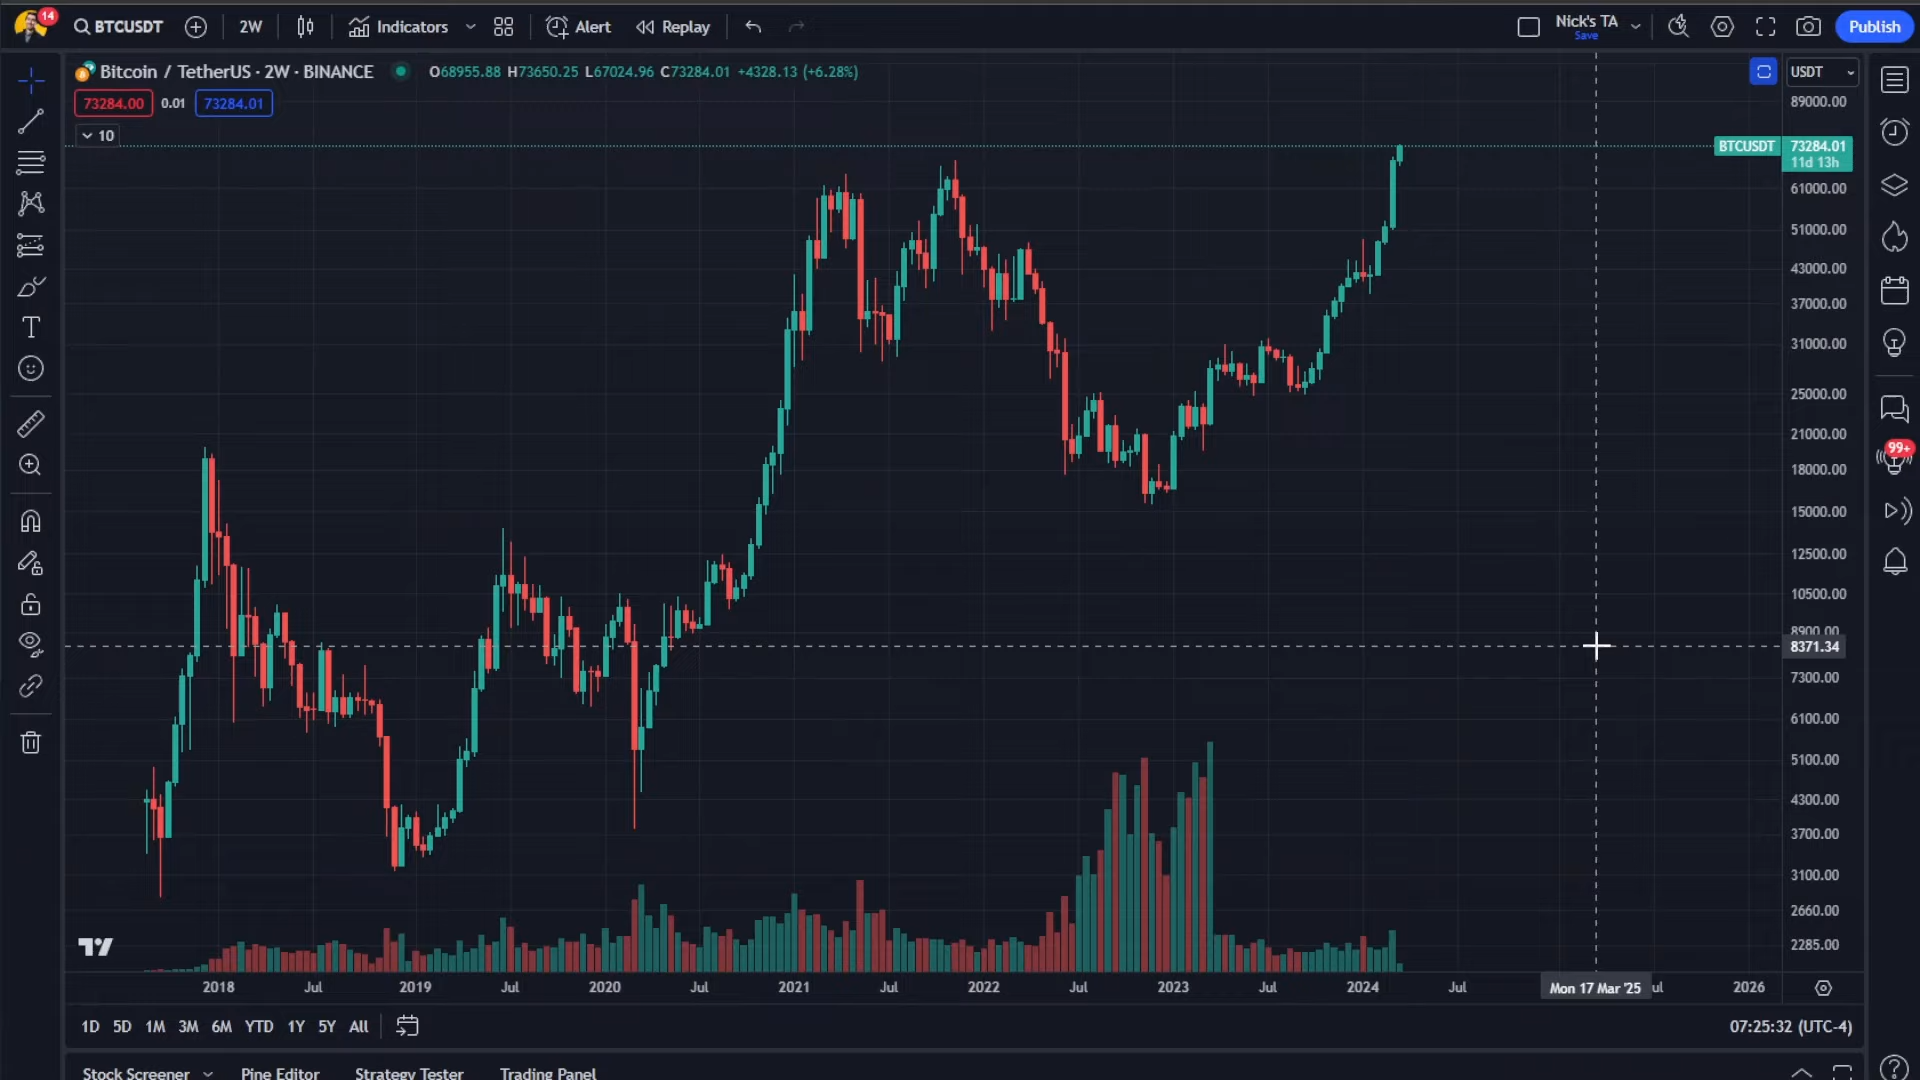 14
BTCUSDT
2W
Indicators
Alert
Replay
Nick's TA
Save
Publish
Bitcoin / TetherUS · 2W · BINANCE
O68955.88 H73650.25 L67024.96 C73284.01 +4328.13 (+6.28%)
USDT
73284.00 0.01 73284.01
10
89000.00
BTCUSDT 73284.01
11d 13h
61000.00
51000.00
43000.00
37000.00
31000.00
25000.00
21000.00
99+
18000.00
15000.00
12500.00
10500.00
8900.00
8371.34
7300.00
6100.00
5100.00
4300.00
3700.00
3100.00
2660.00
2285.00
2018 Jul 2019 Jul 2020 Jul 2021 Jul 2022 Jul 2023 Jul 2024 Jul Mon 17 Mar '25 ul 2026
1D 5D 1M 3M 6M YTD 1Y 5Y All
07:25:32 (UTC-4)
Stock Screener Pine Editor Strategy Tester Trading Panel